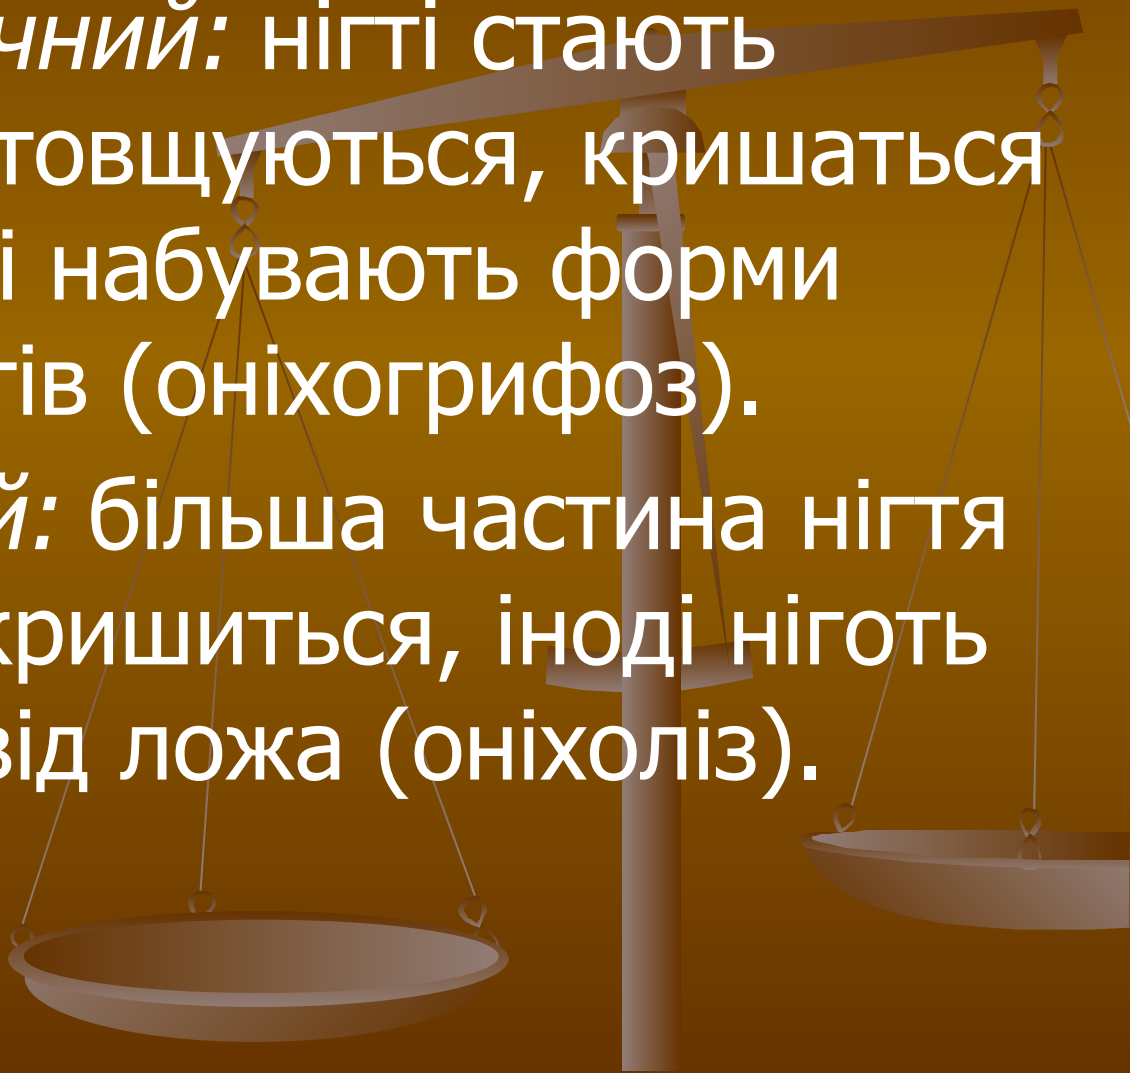 чний: нігті стають
товщуються, кришаться
і набувають форми
гів (оніхогрифоз).
й: більша частина нігтя
кришиться, іноді ніготь
від ложа (оніхоліз).